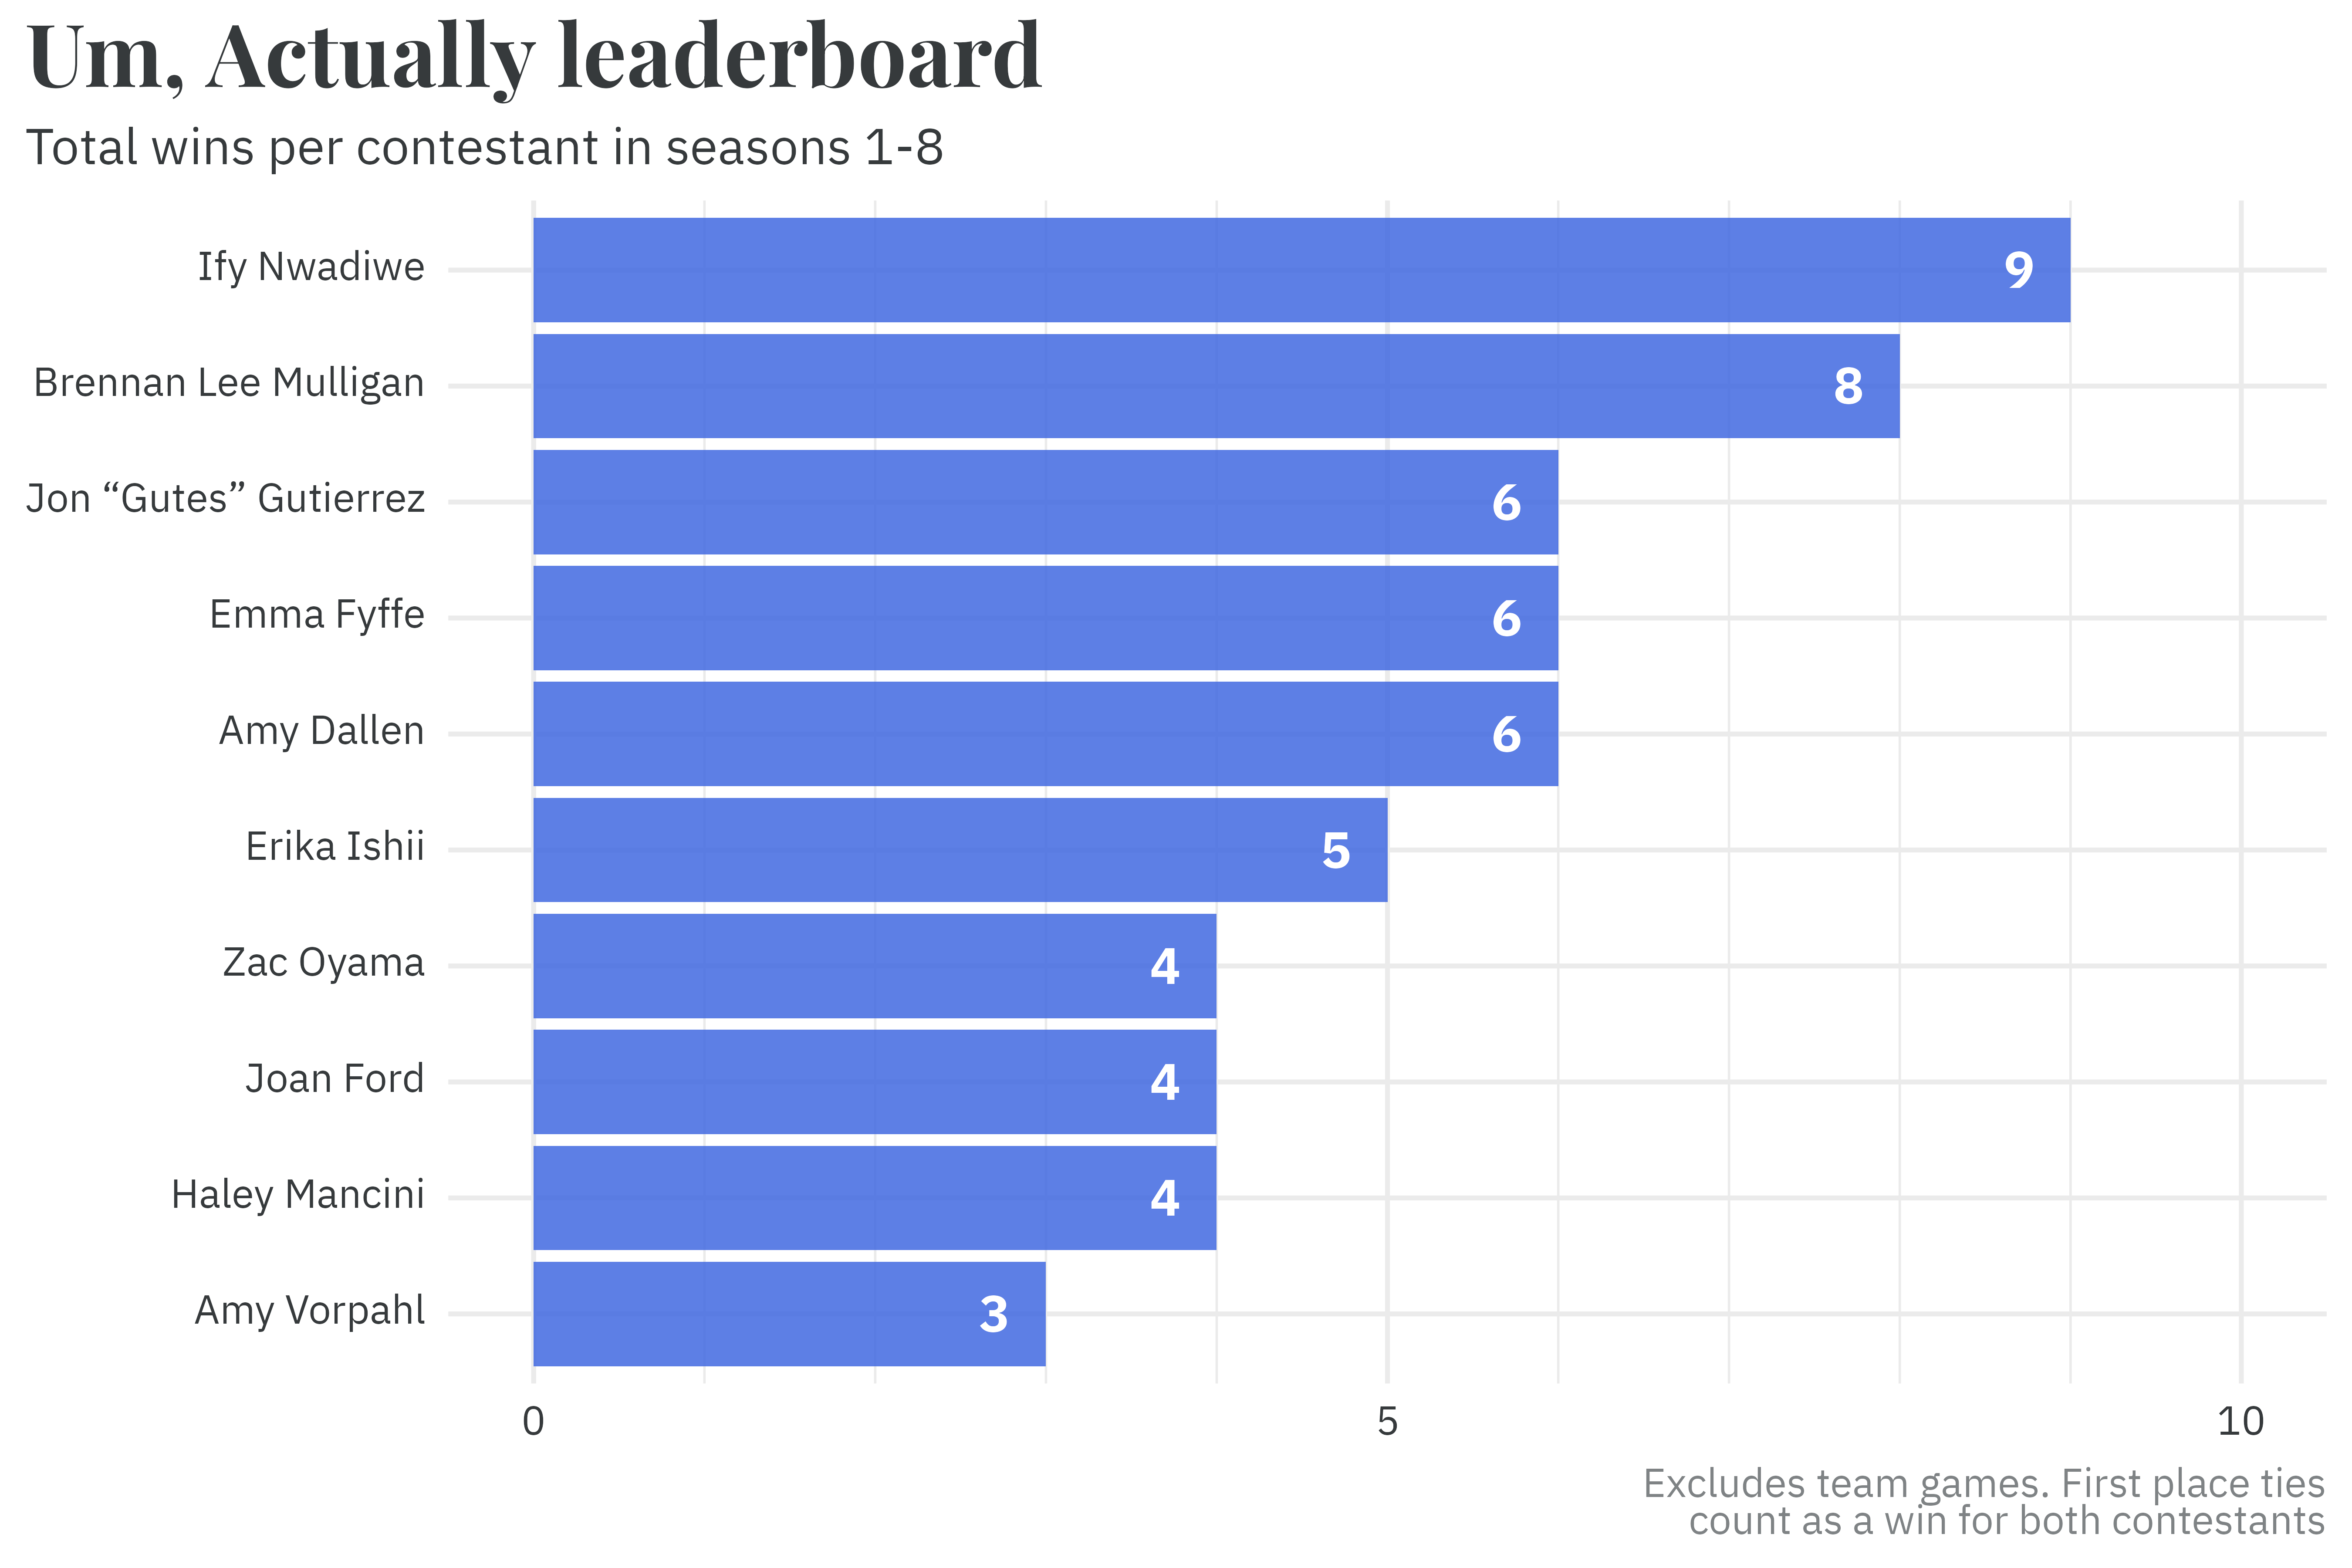 Um, Actually leaderboard
Total wins per contestant in seasons 1-8
Ify Nwadiwe 9
Brennan Lee Mulligan 8
Jon “Gutes” Gutierrez 6
Emma Fyffe 6
Amy Dallen 6
Erika Ishii 5
Zac Oyama 4
Joan Ford 4
Haley Mancini 4
Amy Vorpahl 3
0 5 10
Excludes team games. First place ties
count as a win for both contestants